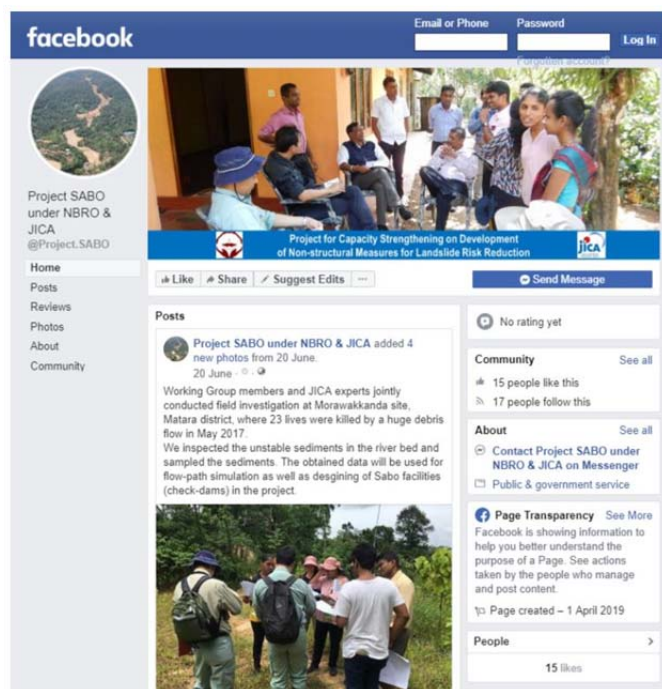 facebook
Email or Phone
Password
Log In
Forgotten account?
Project SABO
under NBRO &
JICA
@Project.SABO
Home
Posts
Reviews
Photos
About
Community
Project for Capacity Strengthening on Development
of Non-structural Measures for Landslide Risk Reduction
JICA
Like
Share
Suggest Edits
Send Message
Posts
Project SABO under NBRO & JICA added 4
new photos from 20 June.
20 June
Working Group members and JICA experts jointly
conducted field investigation at Morawakkanda site,
Matara district, where 23 lives were killed by a huge debris
flow in May 2017.
We inspected the unstable sediments in the river bed and
sampled the sediments. The obtained data will be used for
flow-path simulation as well as desgining of Sabo facilities
(check-dams) in the project.
No rating yet
Community See all
15 people like this
17 people follow this
About See all
Contact Project SABO under
NBRO & JICA on Messenger
Public & government service
Page Transparency See More
Facebook is showing information to
help you better understand the
purpose of a Page. See actions
taken by the people who manage
and post content.
Page created – 1 April 2019
People
15 likes